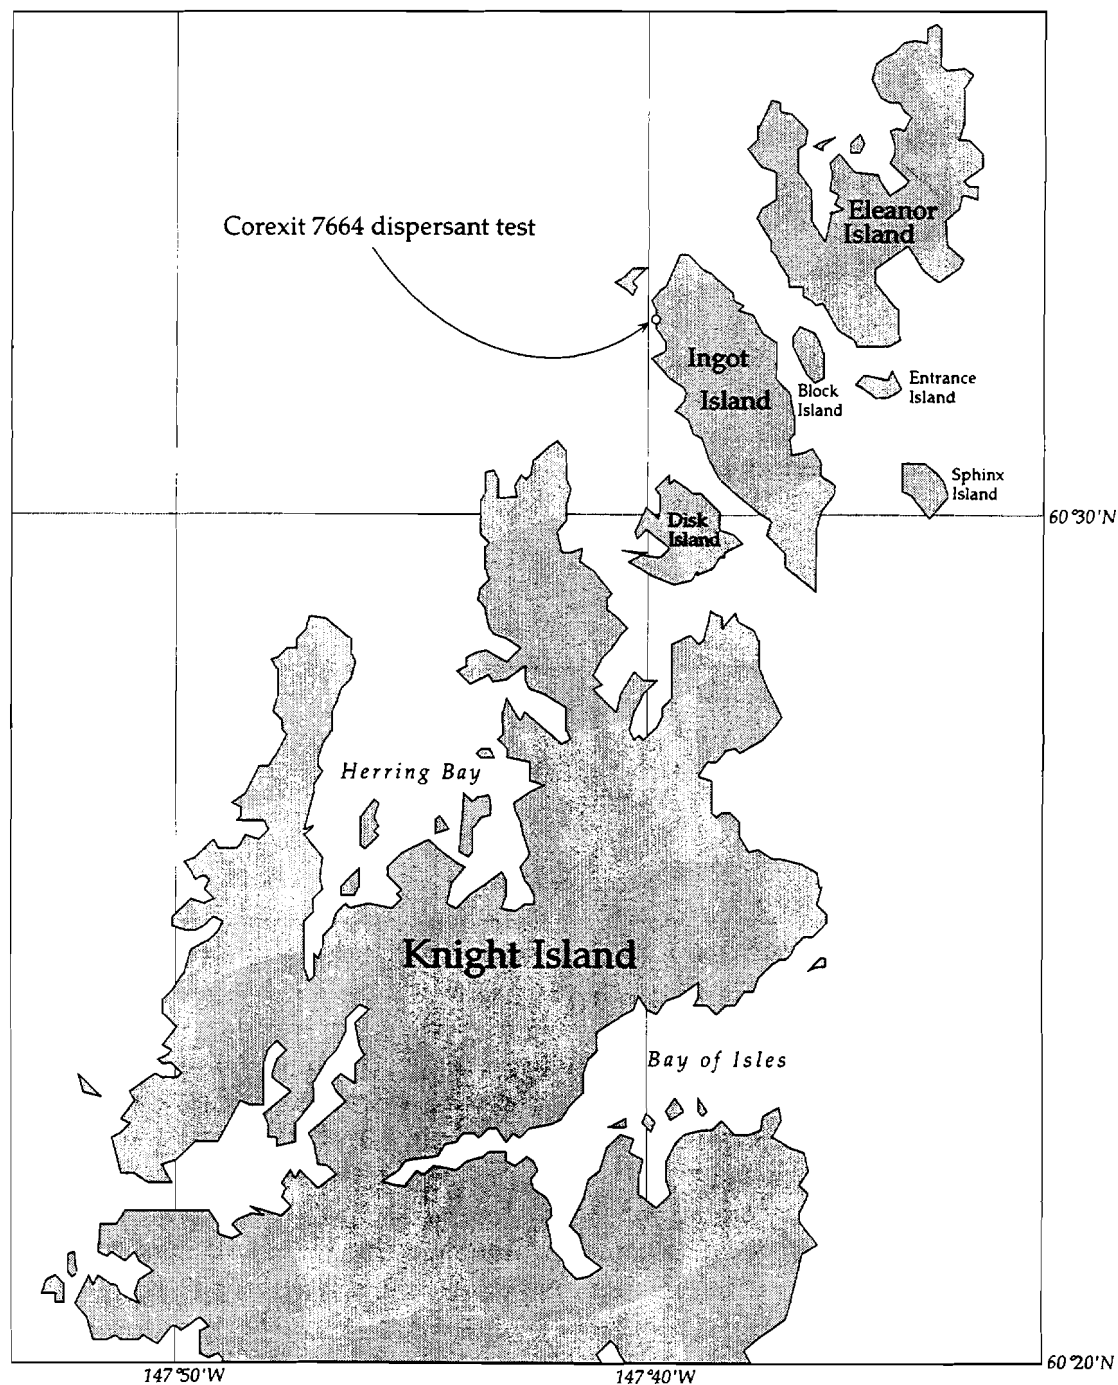 Corexit 7664 dispersant test
Eleanor
Island
Ingot
Island
Block
Island
Entrance
Island
Sphinx
Island
60°30'N
Disk
Island
Herring Bay
Knight Island
Bay of Isles
60°20'N
147°50'W
147°40'W